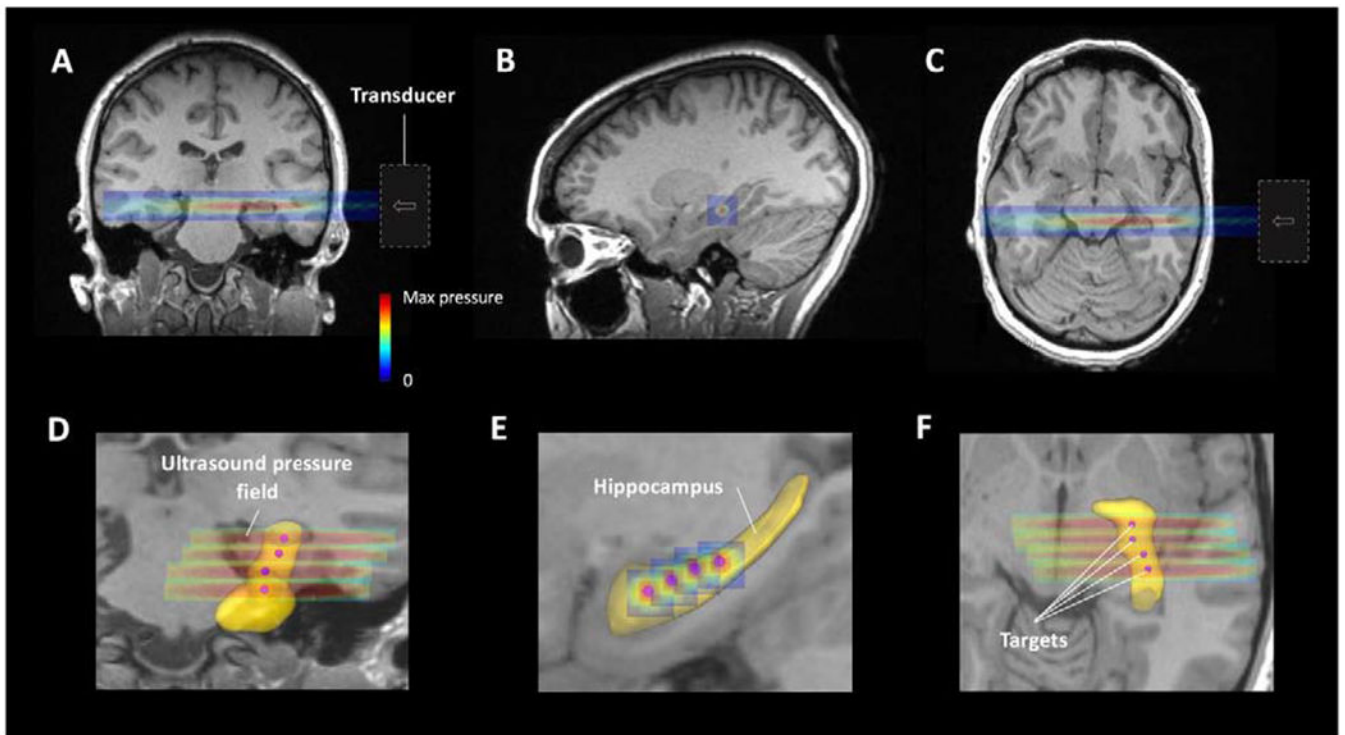 A
B
C
Transducer
Max pressure
0
D
E
F
Ultrasound pressure
field
Hippocampus
Targets